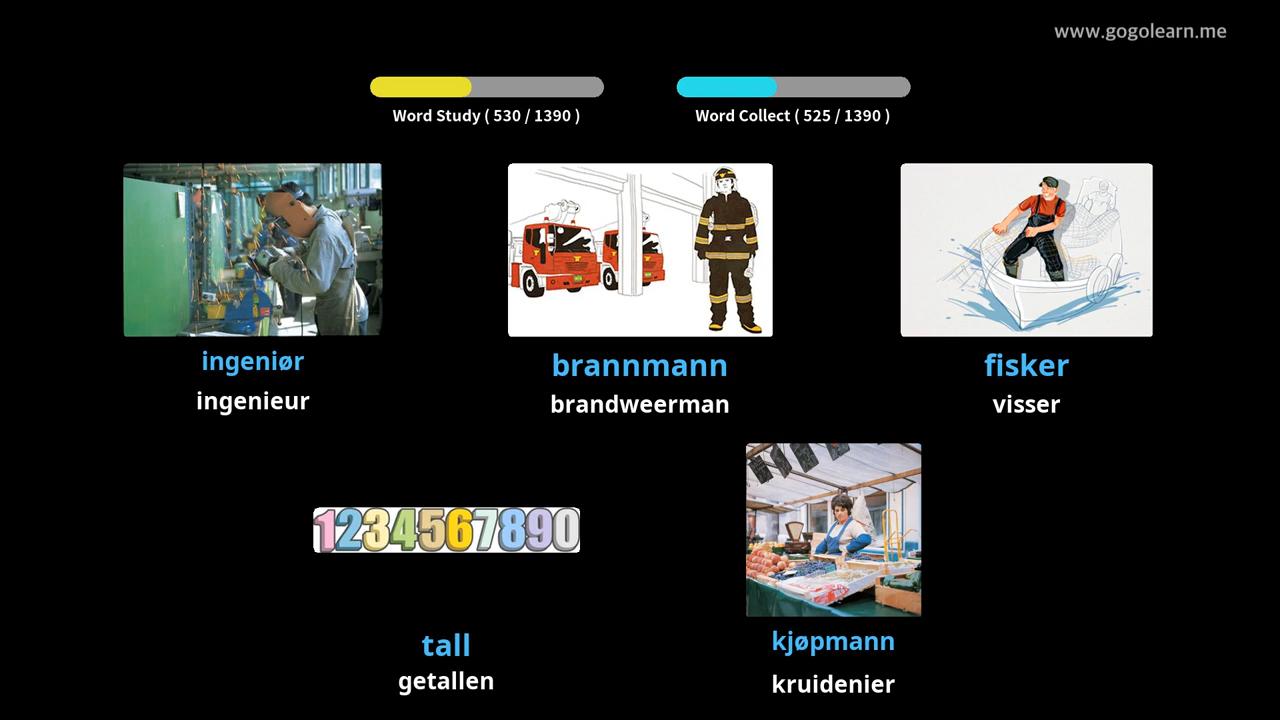 www.gogolearn.me
Word Study ( 530 / 1390 )
Word Collect ( 525 / 1390 )
ingeniør
ingenieur
brannmann
brandweerman
fisker
visser
1234567890
tall
getallen
kjøpmann
kruidenier